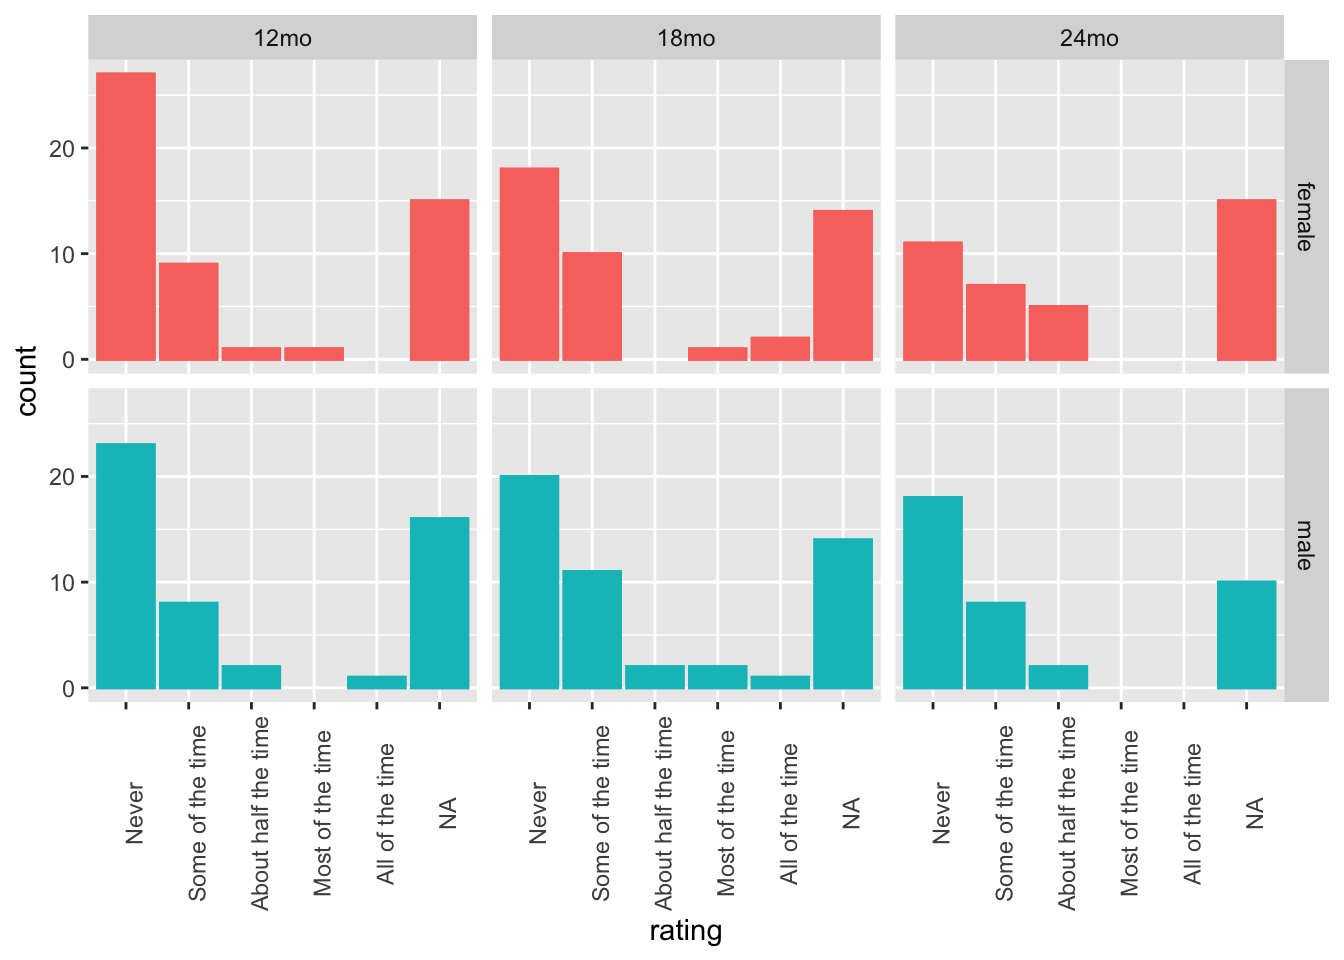 12mo
18mo
24mo
20
10
0
female
20
10
0
male
count
Never
Some of the time
About half the time
Most of the time
All of the time
NA
Never
Some of the time
About half the time
Most of the time
All of the time
NA
Never
Some of the time
About half the time
Most of the time
All of the time
NA
rating